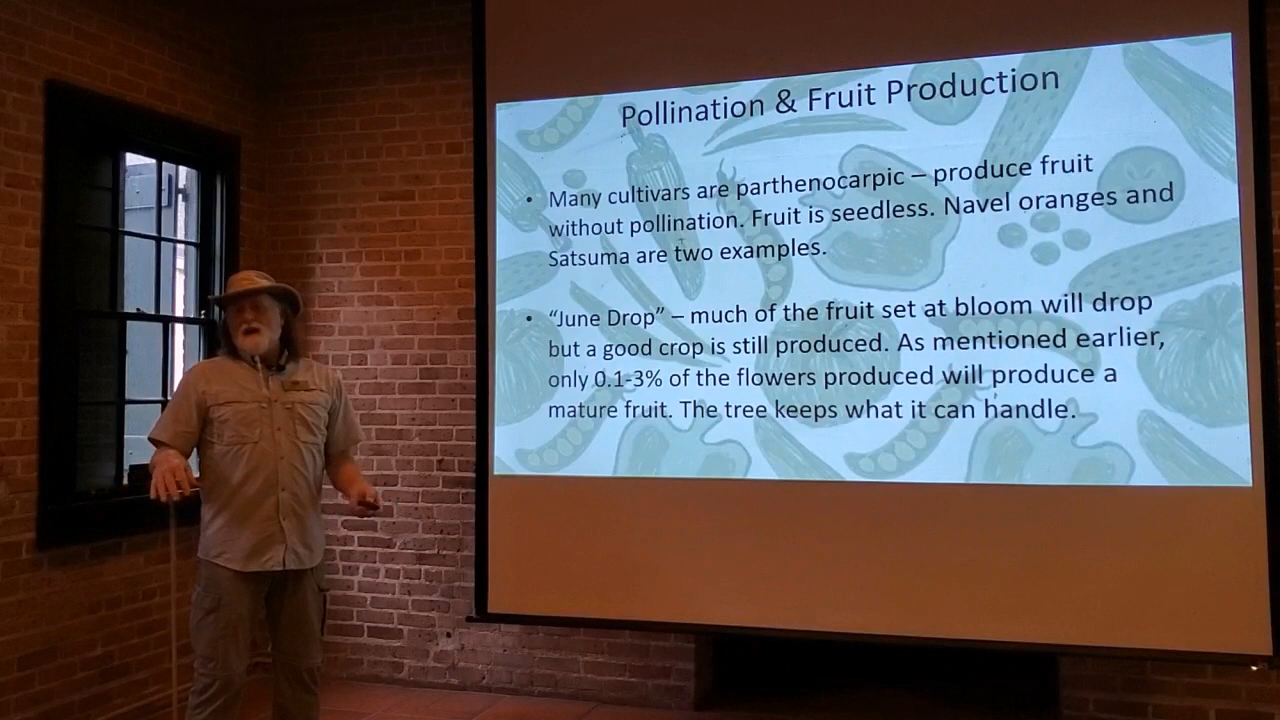 Pollination & Fruit Production
• Many cultivars are parthenocarpic – produce fruit
without pollination. Fruit is seedless. Navel oranges and
Satsuma are two examples.
• “June Drop” – much of the fruit set at bloom will drop
but a good crop is still produced. As mentioned earlier,
only 0.1-3% of the flowers produced will produce a
mature fruit. The tree keeps what it can handle.